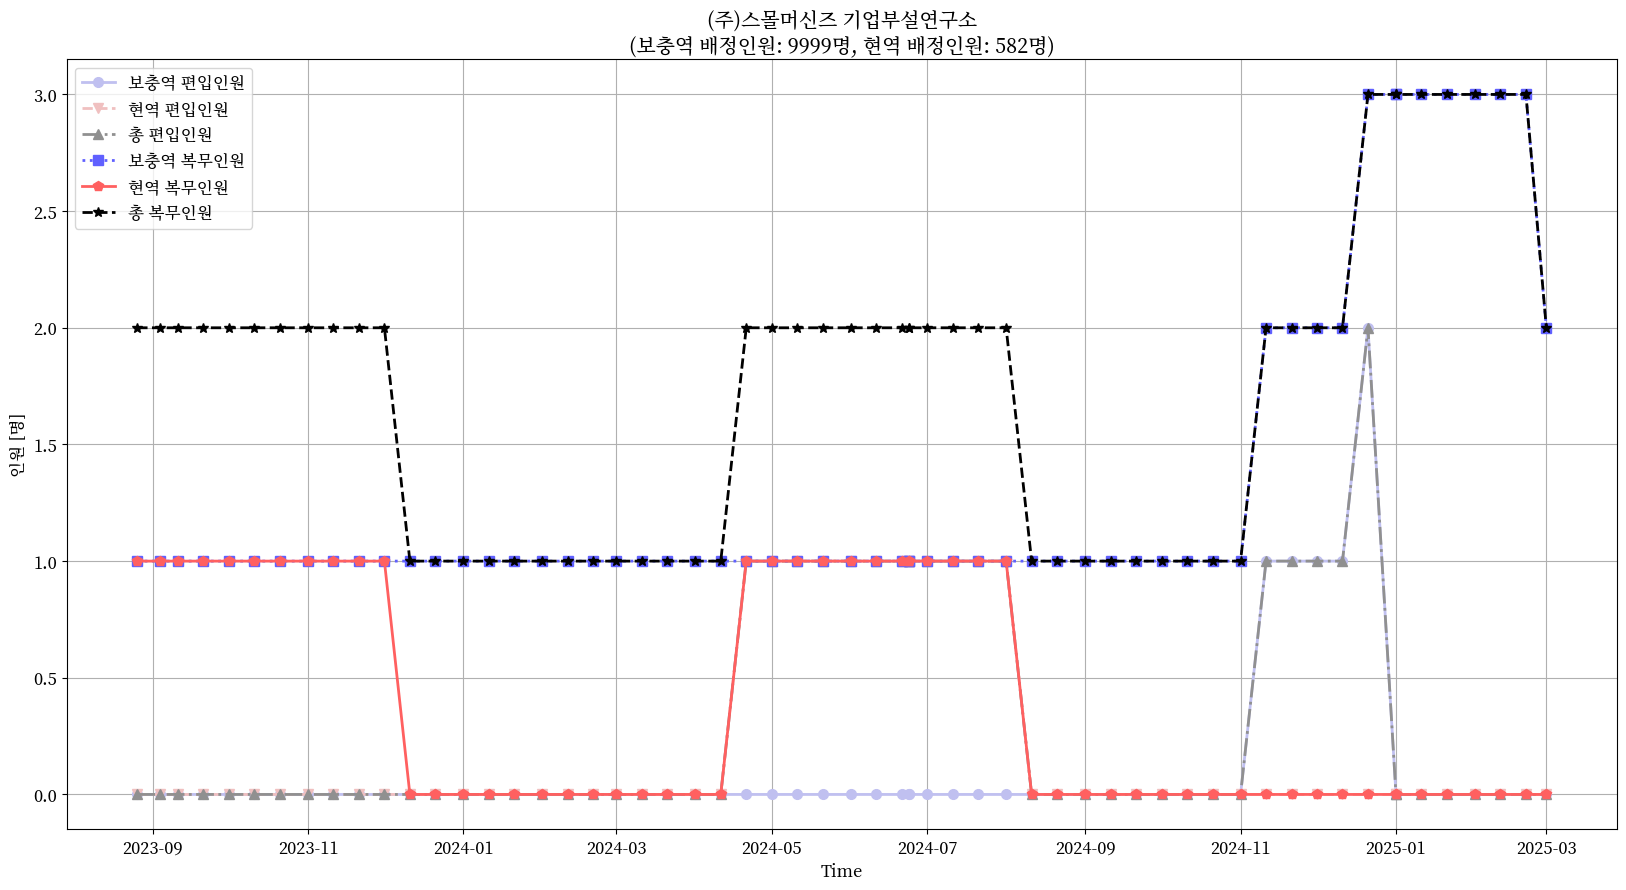 (주)스몰머신즈 기업부설연구소
(보충역 배정인원: 9999명, 현역 배정인원: 582명)
보충역 편입인원
현역 편입인원
총 편입인원
보충역 복무인원
현역 복무인원
총 복무인원
인원 [명]
3.0
2.5
2.0
1.5
1.0
0.5
0.0
2023-09
2023-11
2024-01
2024-03
2024-05
2024-07
2024-09
2024-11
2025-01
2025-03
Time